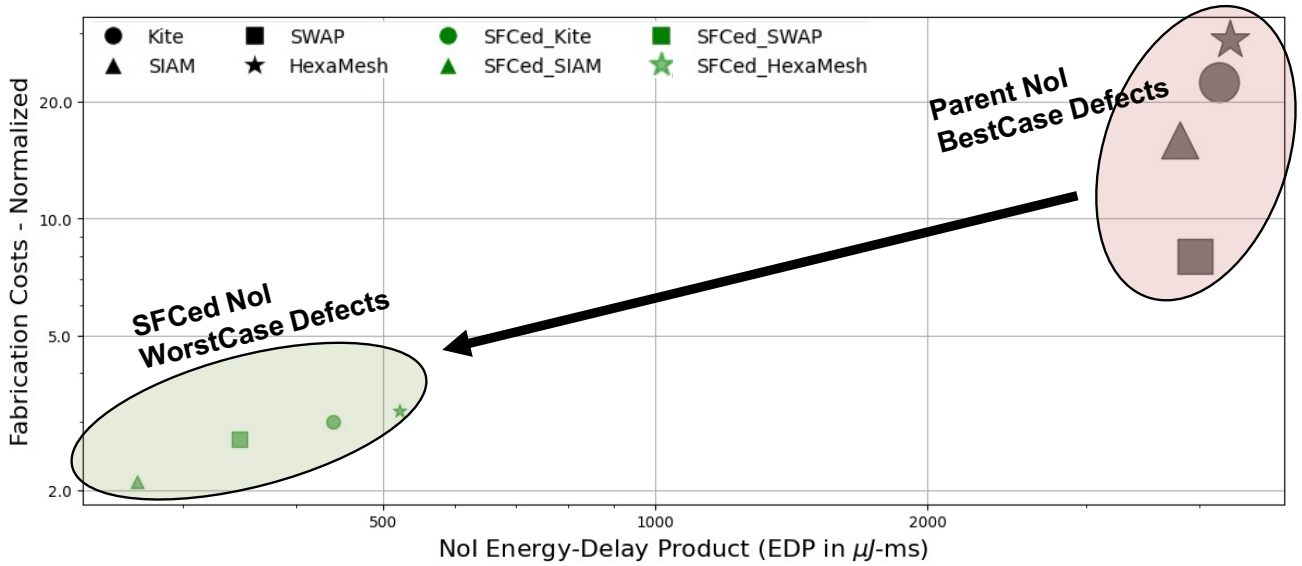 Kite SWAP SFCed_Kite SFCed_SWAP
SIAM HexaMesh SFCed_SIAM SFCed_HexaMesh
Parent NoI
BestCase Defects
SFCed NoI
WorstCase Defects
Fabrication Costs - Normalized
20.0
10.0
5.0
2.0
500 1000 2000
NoI Energy-Delay Product (EDP in μJ-ms)